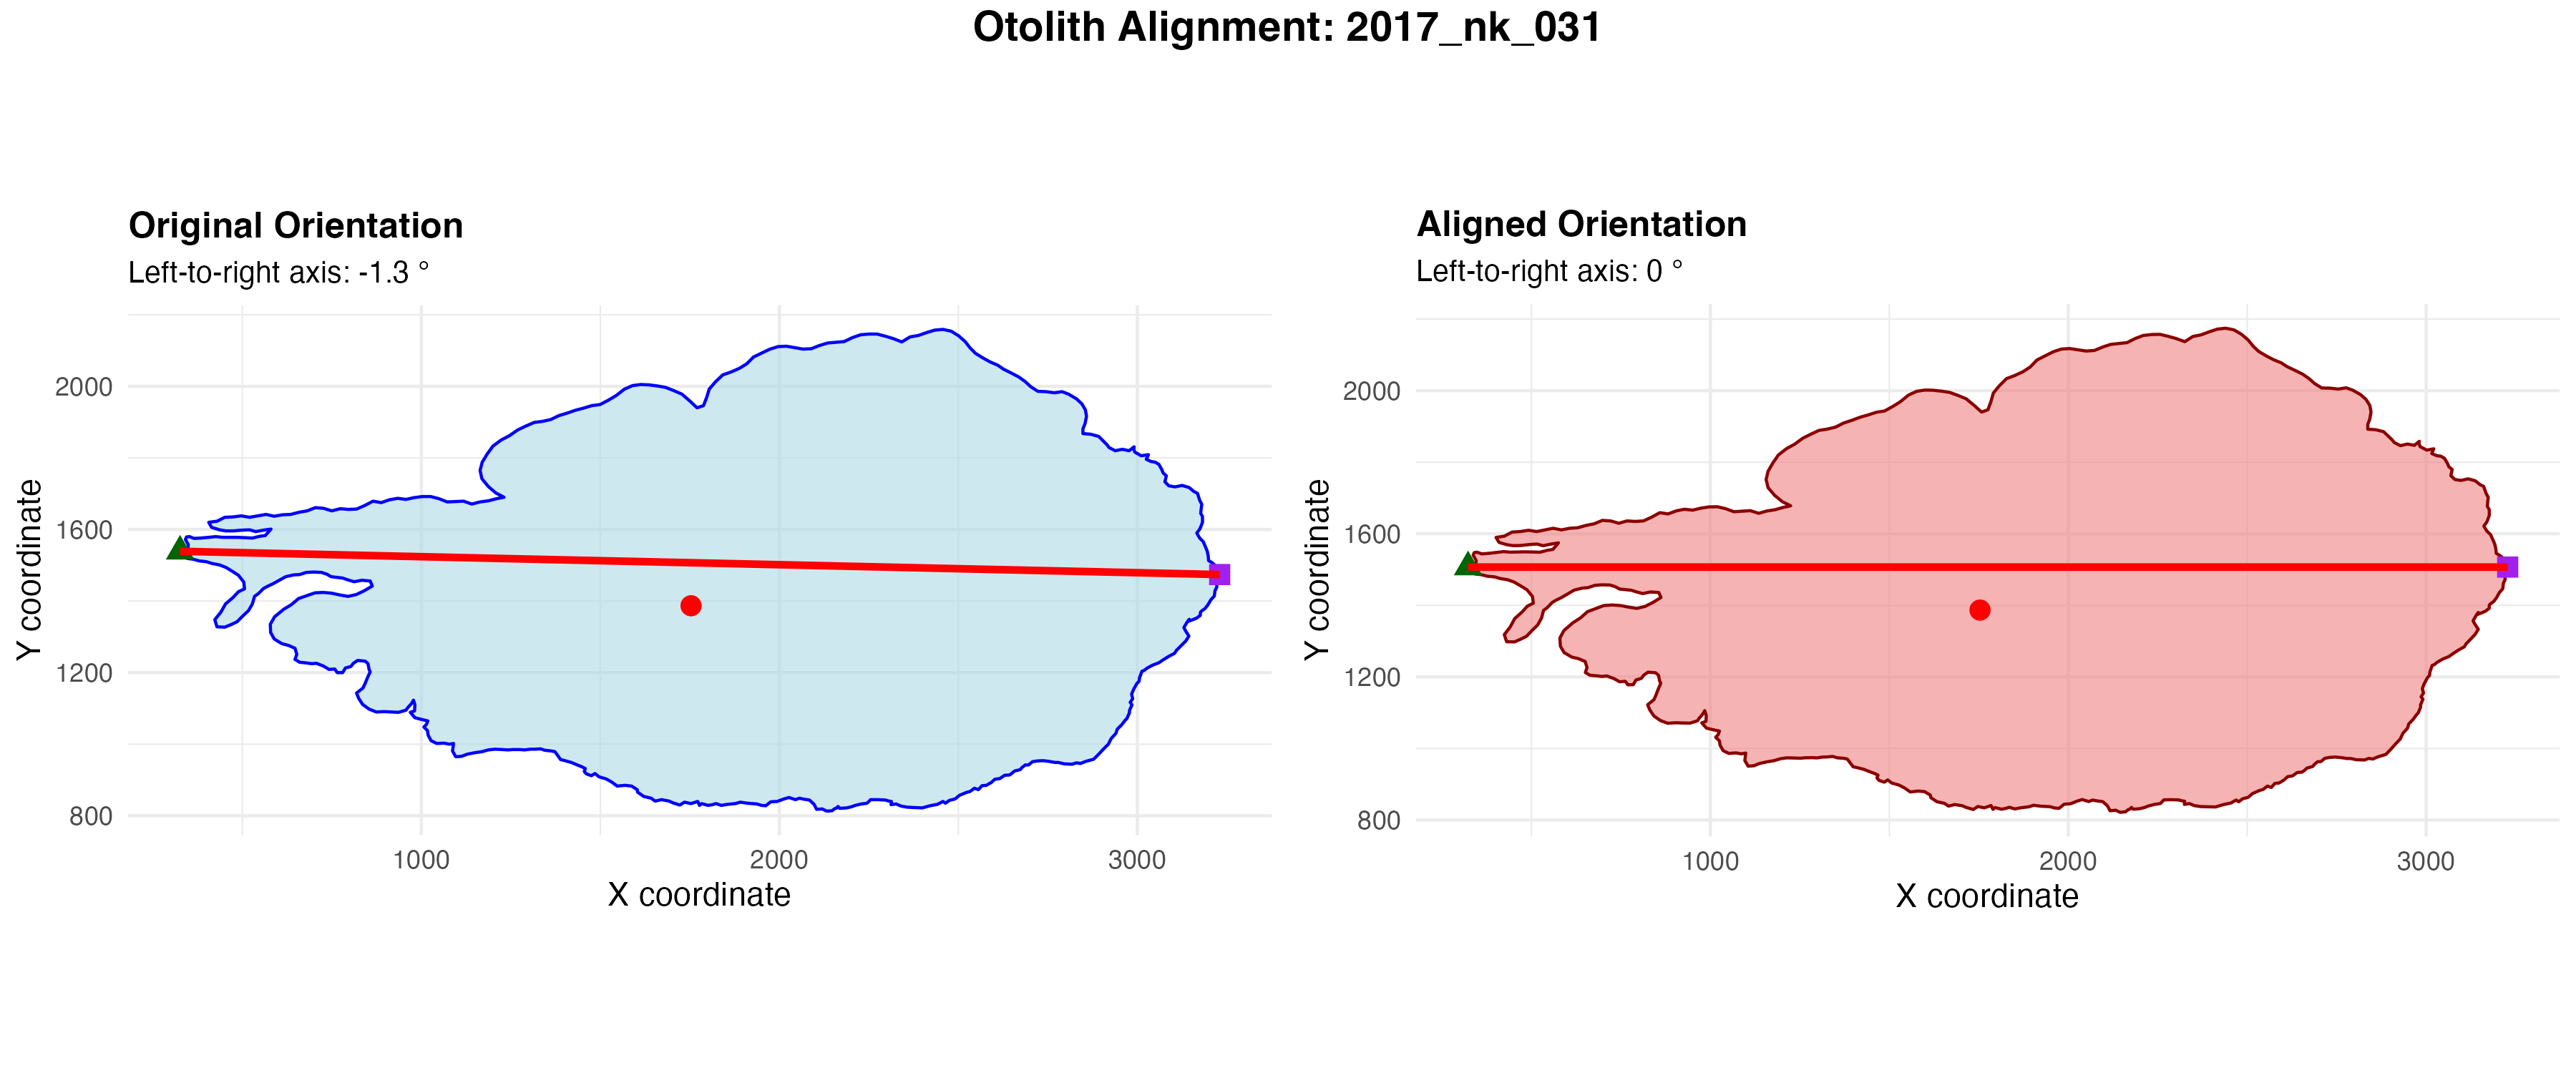 Otolith Alignment: 2017_nk_031
Original Orientation
Left-to-right axis: -1.3 °
Y coordinate
2000
1600
1200
800
1000
2000
3000
X coordinate
Aligned Orientation
Left-to-right axis: 0 °
Y coordinate
2000
1600
1200
800
1000
2000
3000
X coordinate